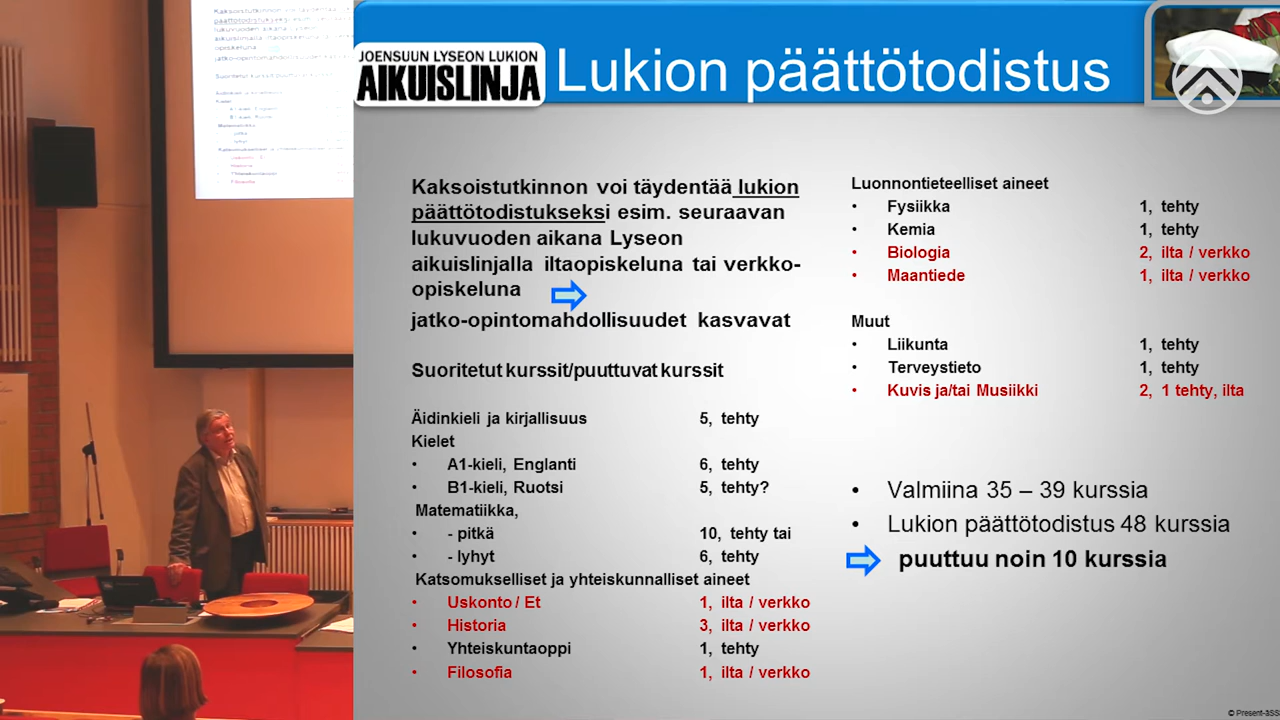 JOENSUUN LYSEON LUKION
AIKUISLINJA
Lukion päättötodistus
Kaksoistutkinnon voi täydentää lukion
päättötodistukseksi esim. seuraavan
lukuvuoden aikana Lyseon
aikuislinjalla iltaopiskeluna tai verkko-
opiskeluna
jatko-opintomahdollisuudet kasvavat
Suoritetut kurssit/puuttuvat kurssit
Äidinkieli ja kirjallisuus 5, tehty
Kielet
• A1-kieli, Englanti 6, tehty
• B1-kieli, Ruotsi 5, tehty?
Matematiikka,
• - pitkä 10, tehty tai
• - lyhyt 6, tehty
Katsomukselliset ja yhteiskunnalliset aineet
• Uskonto / Et 1, ilta / verkko
• Historia 3, ilta / verkko
• Yhteiskuntaoppi 1, tehty
• Filosofia 1, ilta / verkko
Luonnontieteelliset aineet
• Fysiikka 1, tehty
• Kemia 1, tehty
• Biologia 2, ilta / verkko
• Maantiede 1, ilta / verkko
Muut
• Liikunta 1, tehty
• Terveystieto 1, tehty
• Kuvis ja/tai Musiikki 2, 1 tehty, ilta
• Valmiina 35 – 39 kurssia
• Lukion päättötodistus 48 kurssia
puuttuu noin 10 kurssia